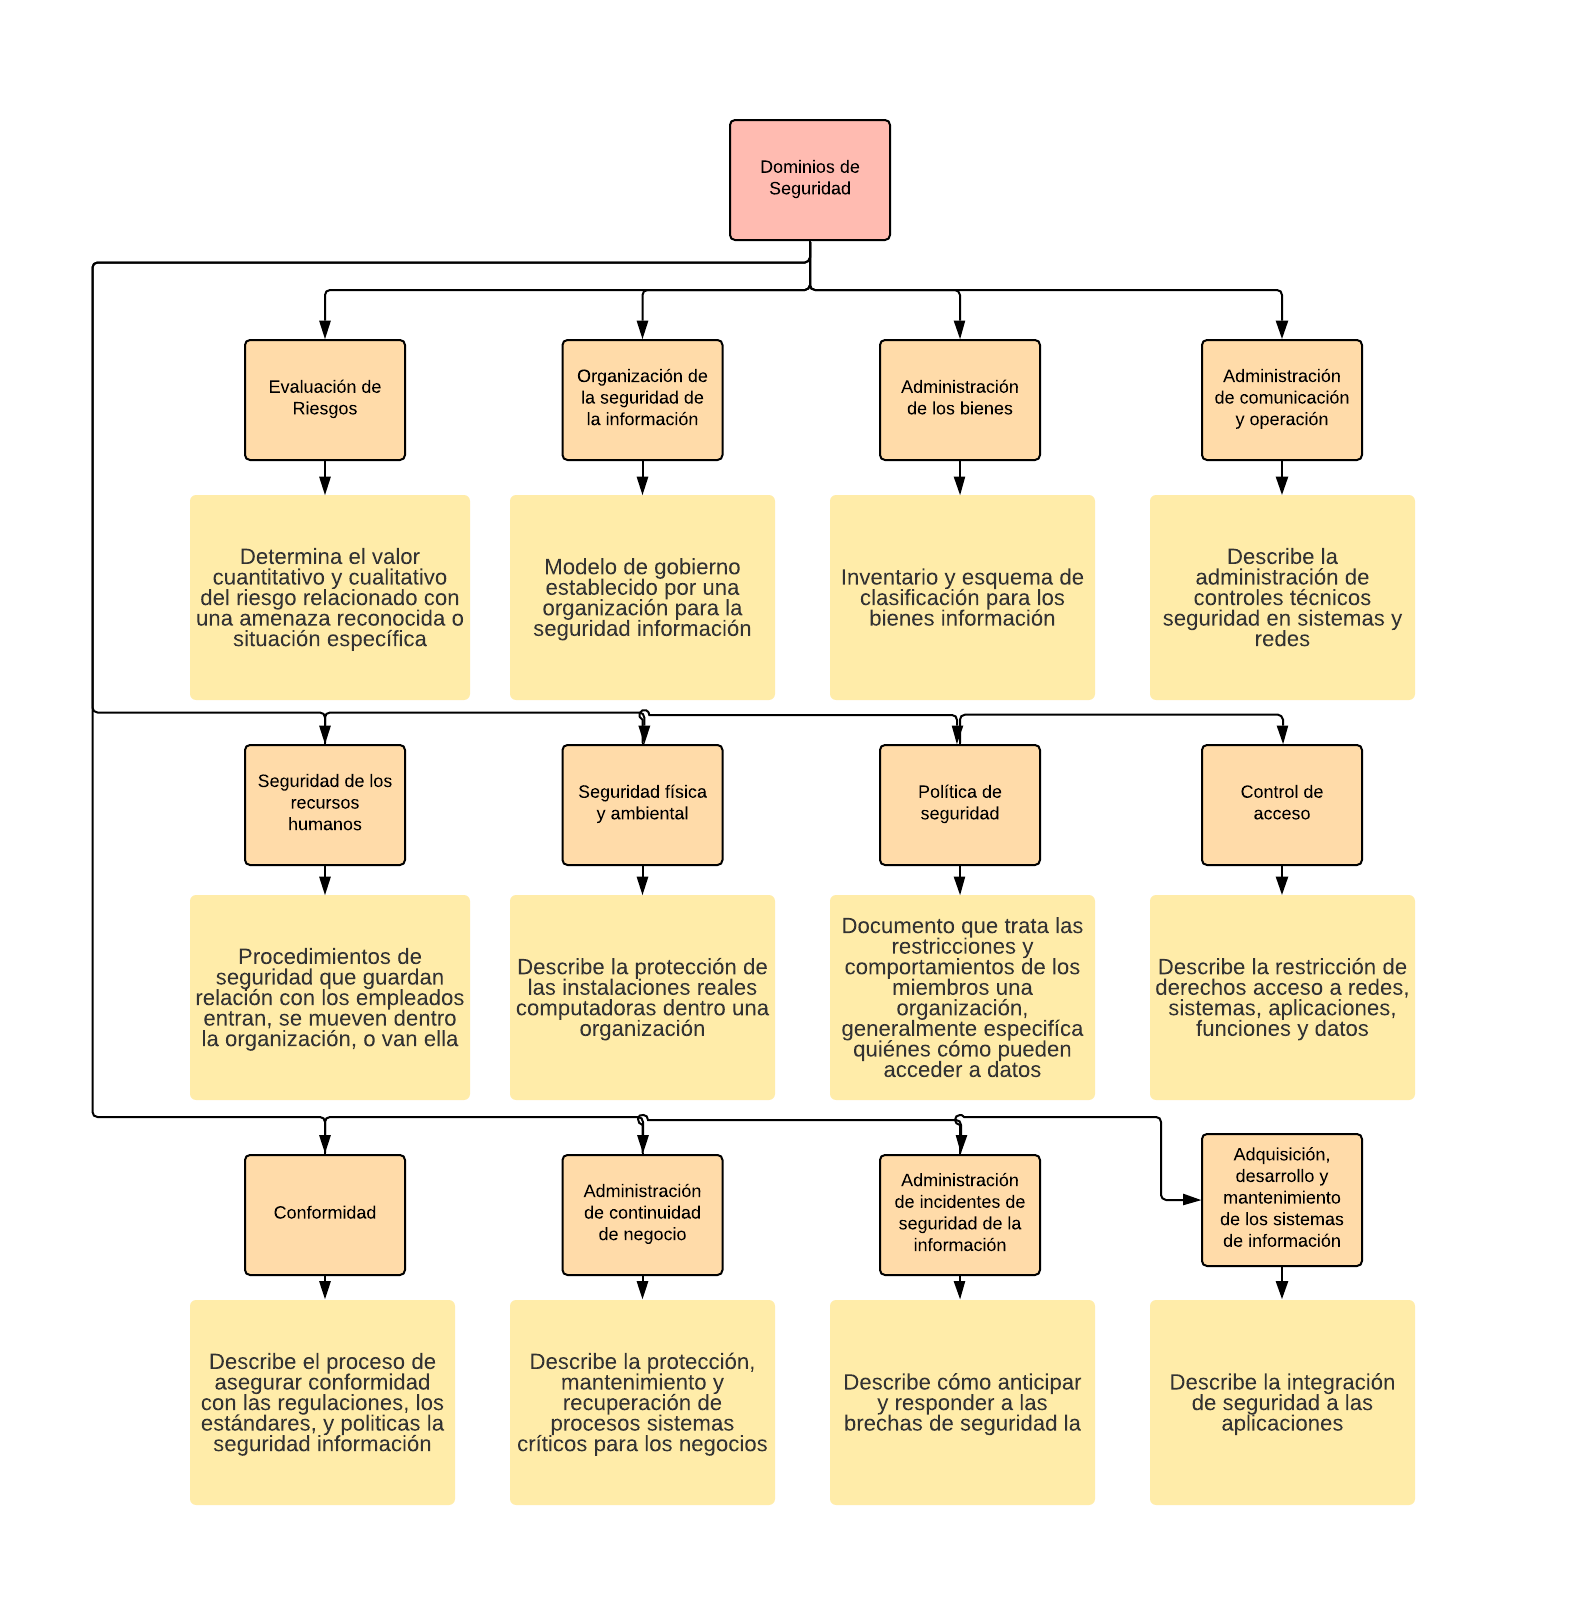 Dominios de
Seguridad
Evaluación de
Riesgos
Organización de
la seguridad de
la información
Administración
de los bienes
Administración
de comunicación
y operación
Determina el valor
cuantitativo y cualitativo
del riesgo relacionado con
una amenaza reconocida o
situación específica
Modelo de gobierno
establecido por una
organización para la
seguridad información
Inventario y esquema de
clasificación para los
bienes información
Describe la
administración de
controles técnicos
seguridad en sistemas y
redes
Seguridad de los
recursos
humanos
Seguridad física
y ambiental
Política de
seguridad
Control de
acceso
Procedimientos de
seguridad que guardan
relación con los empleados
entran, se mueven dentro
la organización, o van ella
Describe la protección de
las instalaciones reales
computadoras dentro una
organización
Documento que trata las
restricciones y
comportamientos de los
miembros una
organización,
generalmente especifíca
quiénes cómo pueden
acceder a datos
Describe la restricción de
derechos acceso a redes,
sistemas, aplicaciones,
funciones y datos
Conformidad
Administración
de continuidad
de negocio
Administración
de incidentes de
seguridad de la
información
Adquisición,
desarrollo y
mantenimiento
de los sistemas
de información
Describe el proceso de
asegurar conformidad
con las regulaciones, los
estándares, y politicas la
seguridad información
Describe la protección,
mantenimiento y
recuperación de
procesos sistemas
críticos para los negocios
Describe cómo anticipar
y responder a las
brechas de seguridad la
Describe la integración
de seguridad a las
aplicaciones